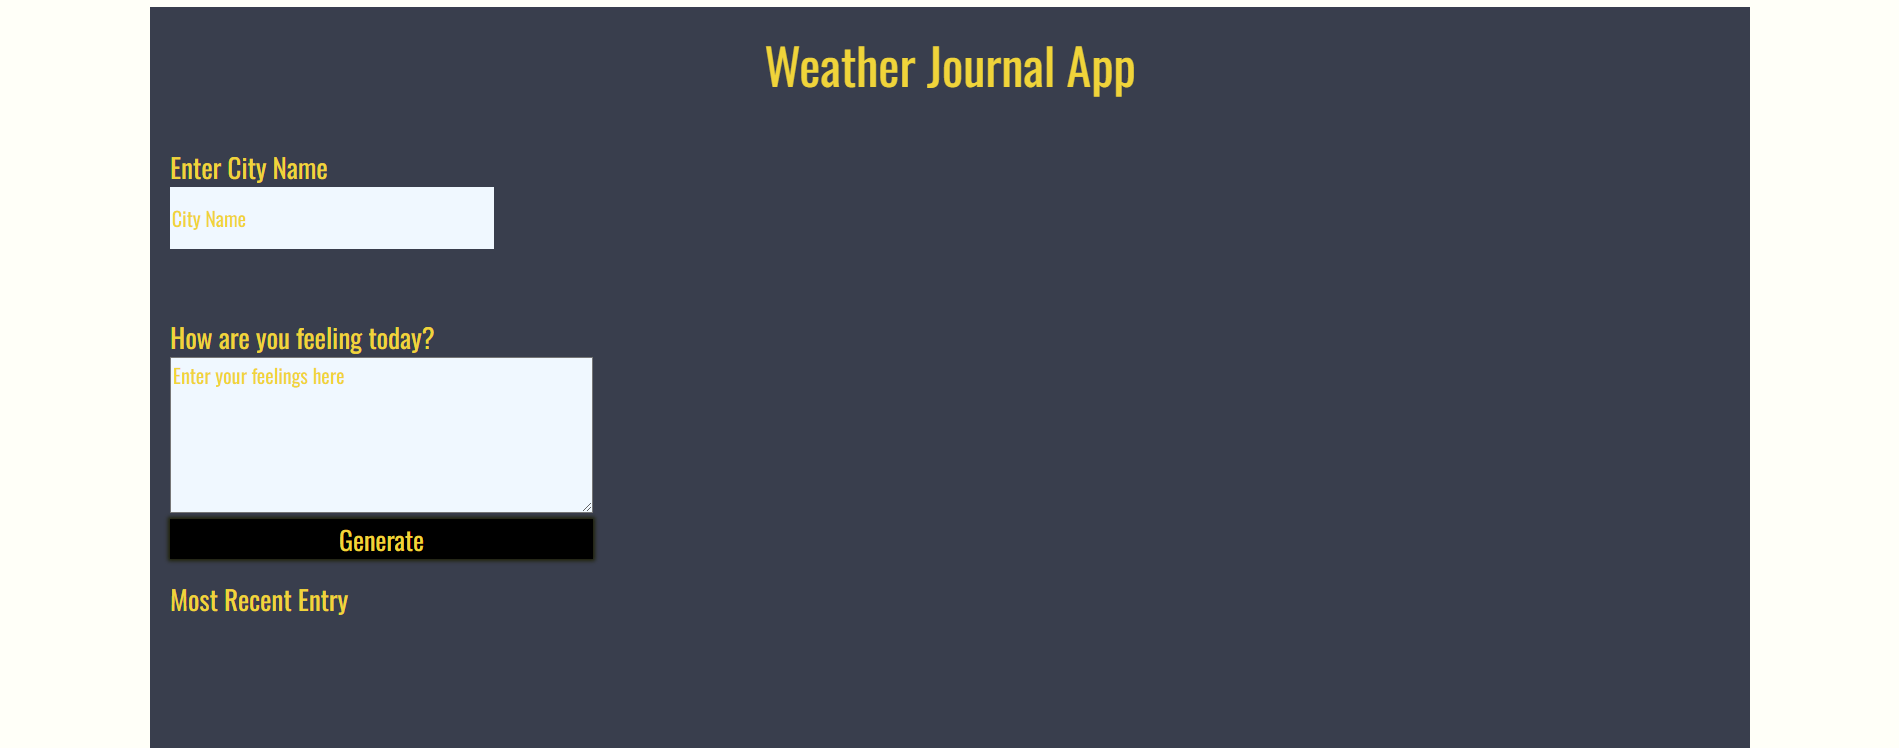 Weather Journal App
Enter City Name
City Name
How are you feeling today?
Enter your feelings here
Generate
Most Recent Entry